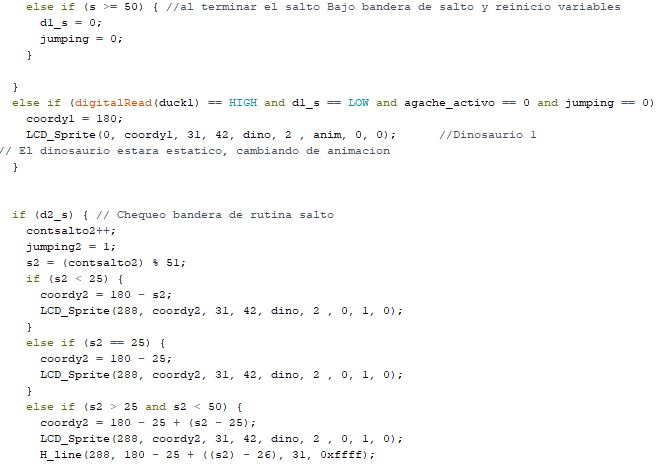 else if (s >= 50) { //al terminar el salto Bajo bandera de salto y reinicio variables
d1_s = 0;
jumping = 0;
}
}
else if (digitalRead(duck1) == HIGH and d1_s == LOW and agache_activo == 0 and jumping == 0)
coordy1 = 180;
LCD_Sprite(0, coordy1, 31, 42, dino, 2 , anim, 0, 0); //Dinosaurio 1
// El dinosaurio estara estatico, cambiando de animacion
}
if (d2_s) { // Chequeo bandera de rutina salto
contsalto2++;
jumping2 = 1;
s2 = (contsalto2) % 51;
if (s2 < 25) {
coordy2 = 180 - s2;
LCD_Sprite(288, coordy2, 31, 42, dino, 2 , 0, 1, 0);
}
else if (s2 == 25) {
coordy2 = 180 - 25;
LCD_Sprite(288, coordy2, 31, 42, dino, 2 , 0, 1, 0);
}
else if (s2 > 25 and s2 < 50) {
coordy2 = 180 - 25 + (s2 - 25);
LCD_Sprite(288, coordy2, 31, 42, dino, 2 , 0, 1, 0);
H_line(288, 180 - 25 + ((s2) - 26), 31, 0xffff);